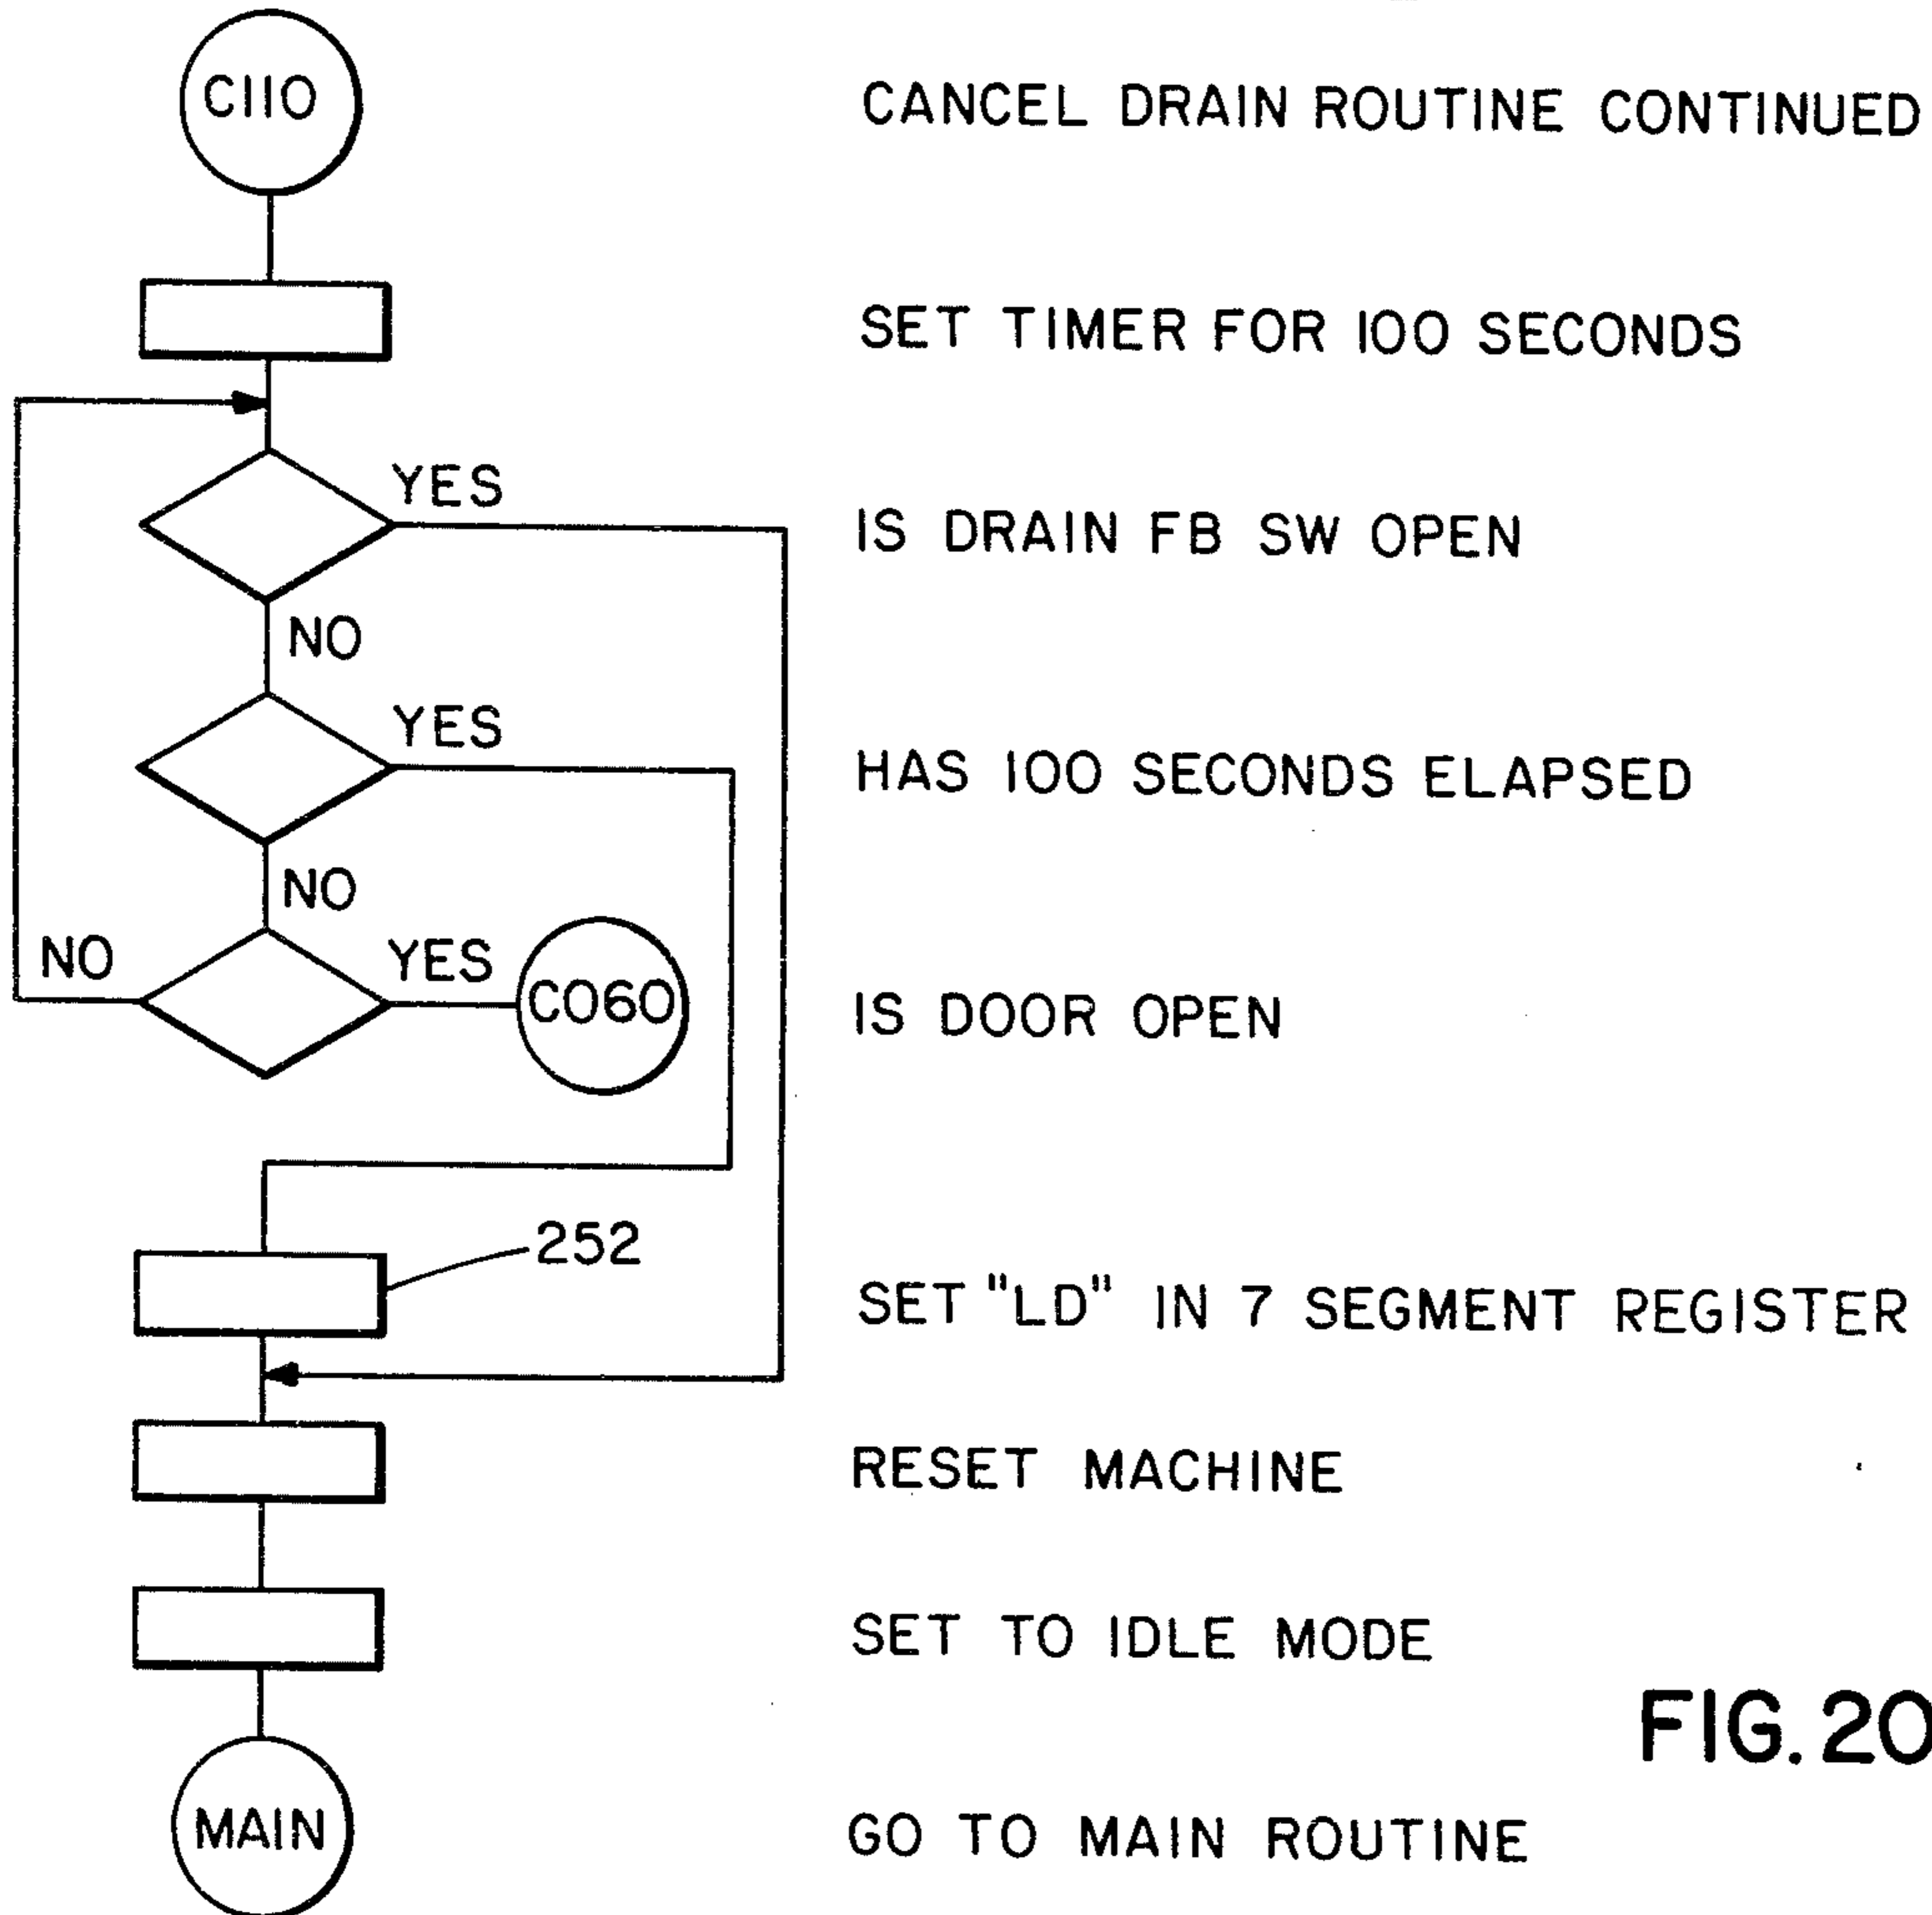 C110
CANCEL DRAIN ROUTINE CONTINUED
SET TIMER FOR 100 SECONDS
YES
IS DRAIN FB SW OPEN
NO
YES
HAS 100 SECONDS ELAPSED
NO
NO
YES
C060
IS DOOR OPEN
252
SET "LD" IN 7 SEGMENT REGISTER
RESET MACHINE
SET TO IDLE MODE
FIG. 20
MAIN
GO TO MAIN ROUTINE